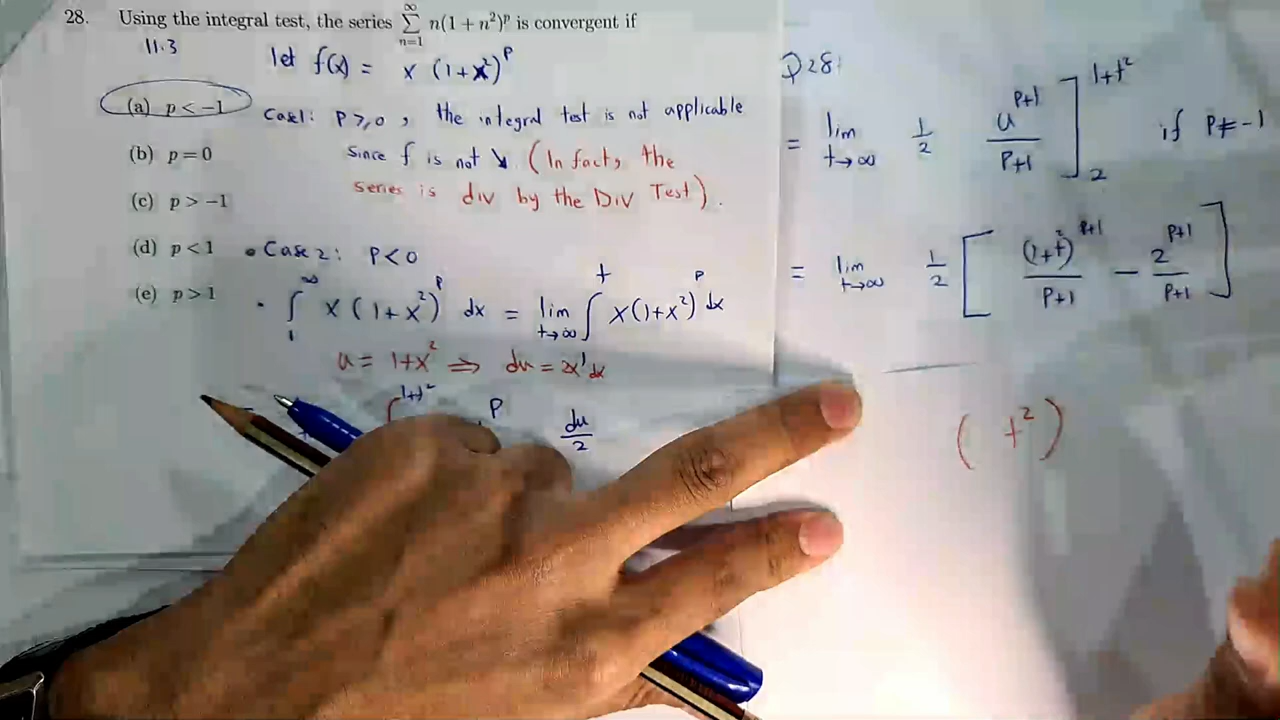 28. Using the integral test, the series ∑_{n=1}^{∞} n(1 + n²)^p is convergent if
11.3
let f(x) = x (1+x²)^p
(a) p < −1
Case 1: P ≥ 0, the integral test is not applicable
since f is not ↘ (In fact, the
series is div by the Div Test).
(b) p = 0
(c) p > −1
(d) p < 1
(e) p > 1
• Case 2: P < 0
• ∫_1^∞ x (1+x²)^p dx = lim_{t→∞} ∫^t x(1+x²)^p dx
u = 1+x² ⇒ du = 2x' dx
∫^{1+t²} p du/2
Q28:
= lim_{t→∞} 1/2 u^{p+1}/(p+1) ]_2^{1+t²} if P ≠ −1
= lim_{t→∞} 1/2 [ (1+t²)^{p+1}/(p+1) − 2^{p+1}/(p+1) ]
( t² )